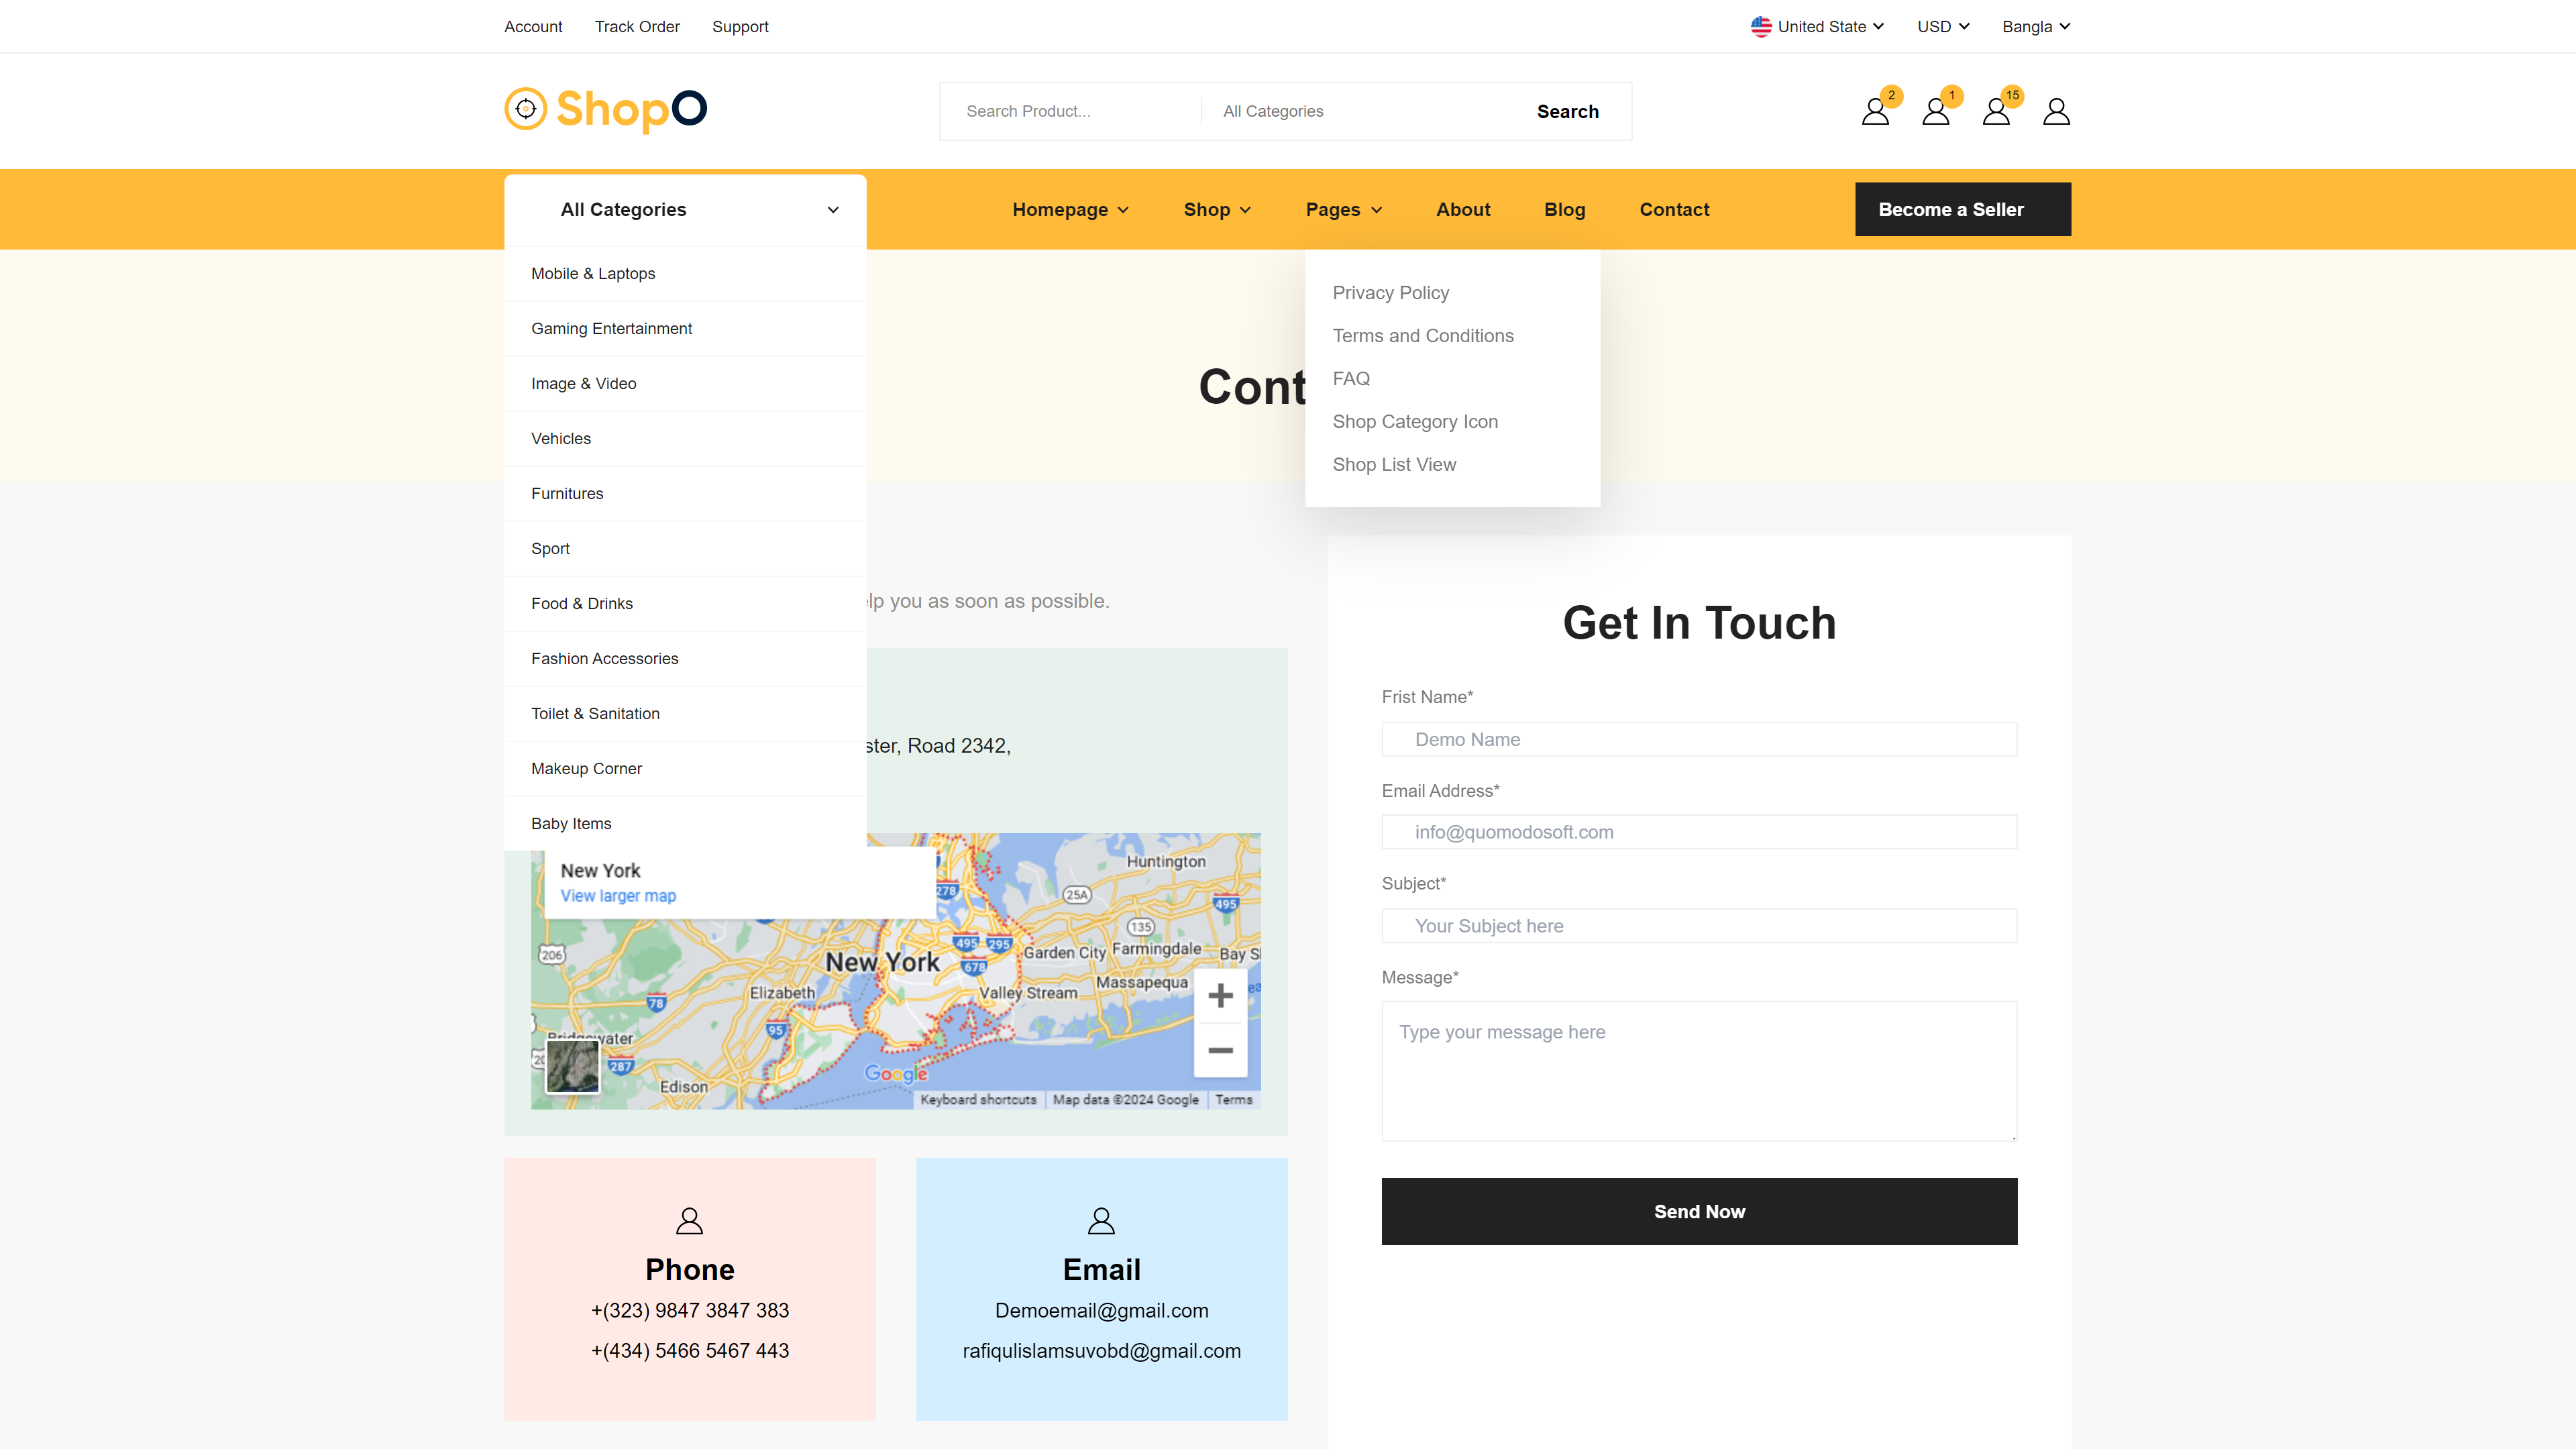 Account Track Order Support United State USD Bangla
ShopO Search Product... All Categories Search 2 1 15
All Categories Homepage Shop Pages About Blog Contact Become a Seller
Mobile & Laptops
Gaming Entertainment
Image & Video
Vehicles
Furnitures
Sport
Food & Drinks
Fashion Accessories
Toilet & Sanitation
Makeup Corner
Baby Items
Privacy Policy
Terms and Conditions
FAQ
Shop Category Icon
Shop List View
Cont
lp you as soon as possible.
ster, Road 2342,
New York
View larger map
278
25A
Huntington
495
135
495 295
Garden City
Farmingdale
206
New York
678
Bay S
Massapequa
Elizabeth
Valley Stream
78
95
Bridgewater
287
Edison
Google
Keyboard shortcuts Map data ©2024 Google Terms
Phone
+(323) 9847 3847 383
+(434) 5466 5467 443
Email
Demoemail@gmail.com
rafiqulislamsuvobd@gmail.com
Get In Touch
Frist Name*
Demo Name
Email Address*
info@quomodosoft.com
Subject*
Your Subject here
Message*
Type your message here
Send Now